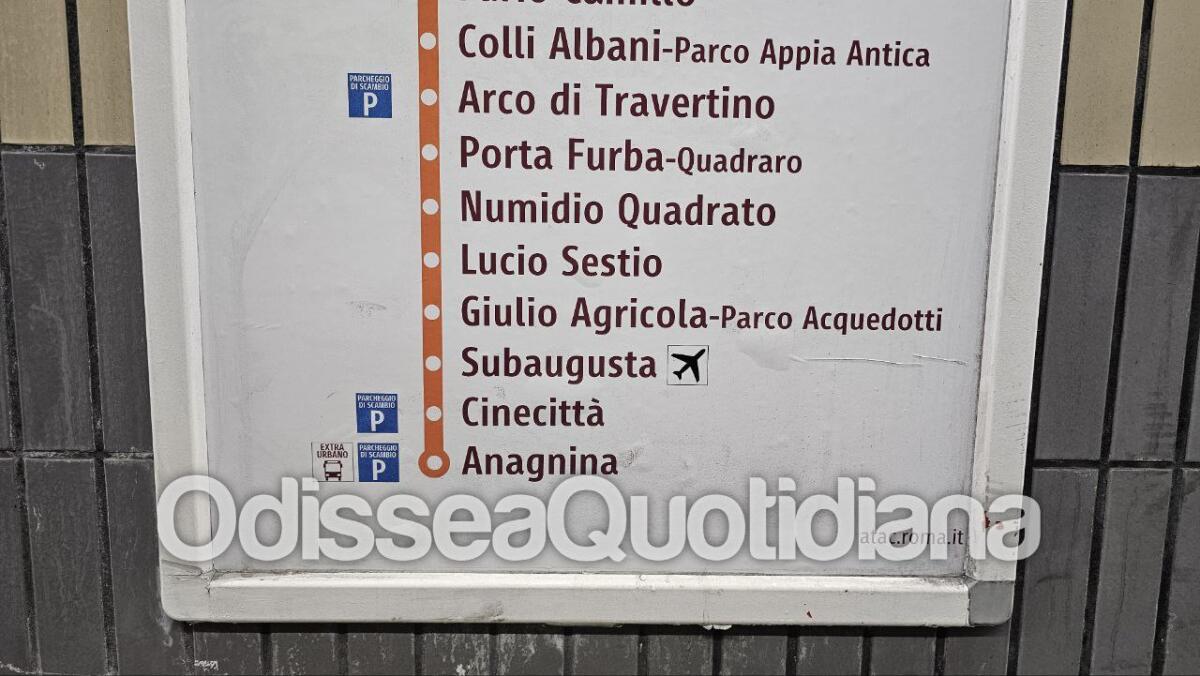 Colli Albani-Parco Appia Antica
PARCHEGGIO
DI SCAMBIO
P
Arco di Travertino
Porta Furba-Quadraro
Numidio Quadrato
Lucio Sestio
Giulio Agricola-Parco Acquedotti
Subaugusta
PARCHEGGIO
DI SCAMBIO
P
Cinecittà
EXTRA
URBANO
PARCHEGGIO
DI SCAMBIO
P
Anagnina
OdisseaQuotidiana
atac.roma.it